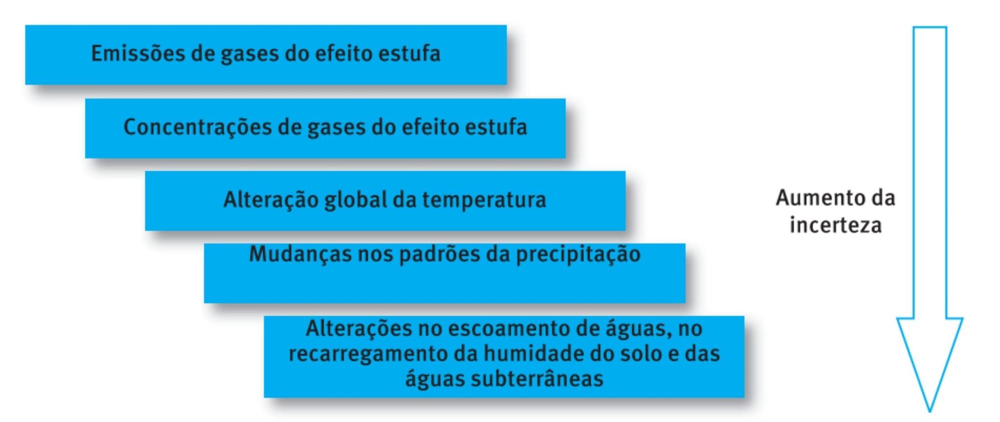 Emissões de gases do efeito estufa
Concentrações de gases do efeito estufa
Alteração global da temperatura
Mudanças nos padrões da precipitação
Alterações no escoamento de águas, no
recarregamento da humidade do solo e das
águas subterrâneas
Aumento da
incerteza